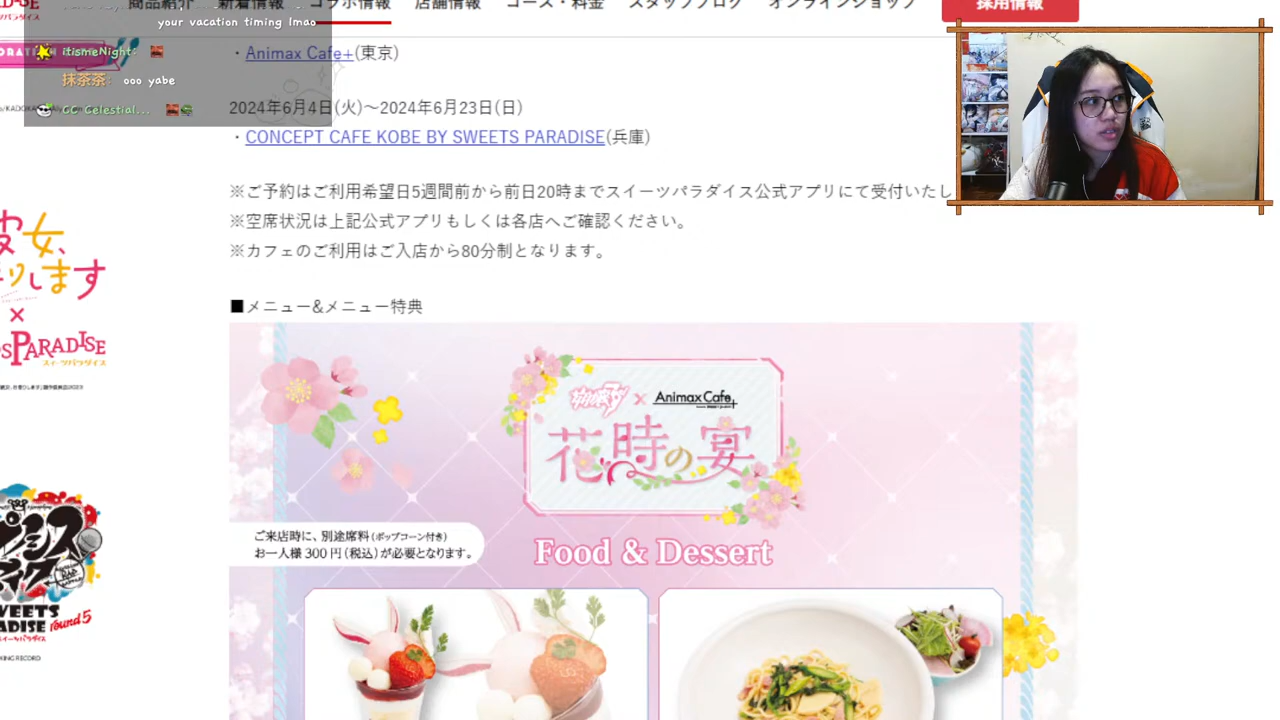 商品紹介 新着情報 コラボ情報 店舗情報 コース・料金 スタッフブログ オンラインショップ 採用情報
your vacation timing lmao
itismeNight:
抹茶茶: ooo yabe
CC Celestial...
・Animax Cafe+(東京)
2024年6月4日(火)～2024年6月23日(日)
・CONCEPT CAFE KOBE BY SWEETS PARADISE(兵庫)
※ご予約はご利用希望日5週間前から前日20時までスイーツパラダイス公式アプリにて受付いたし
※空席状況は上記公式アプリもしくは各店へご確認ください。
※カフェのご利用はご入店から80分制となります。
■メニュー&メニュー特典
×
Animax Cafe+
花時の宴
ご来店時に、別途席料(ポップコーン付き)
お一人様300円(税込)が必要となります。
Food & Dessert
彼女、
りします
×
PARADISE
スイーツパラダイス
WEETS
ADISE round 5
スイーツパラダイス
KING RECORD